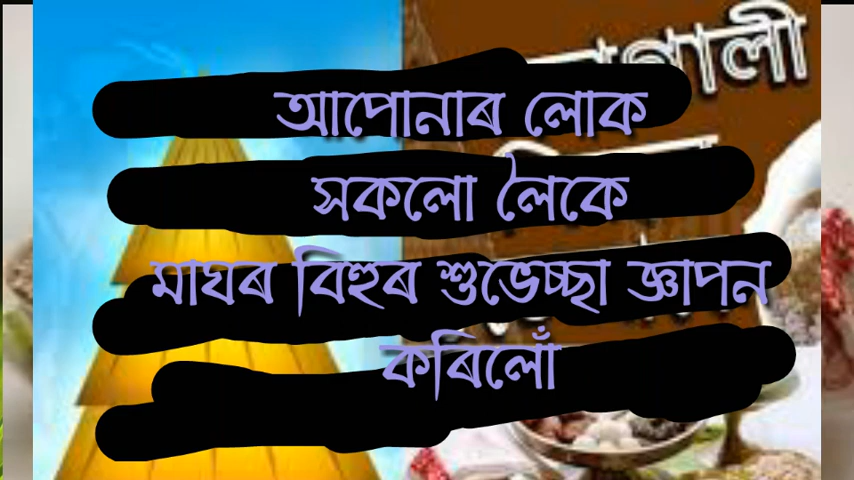 আপোনাৰ লোক
সকলো লৈকে
মাঘৰ বিহুৰ শুভেচ্ছা জ্ঞাপন
কৰিলোঁ